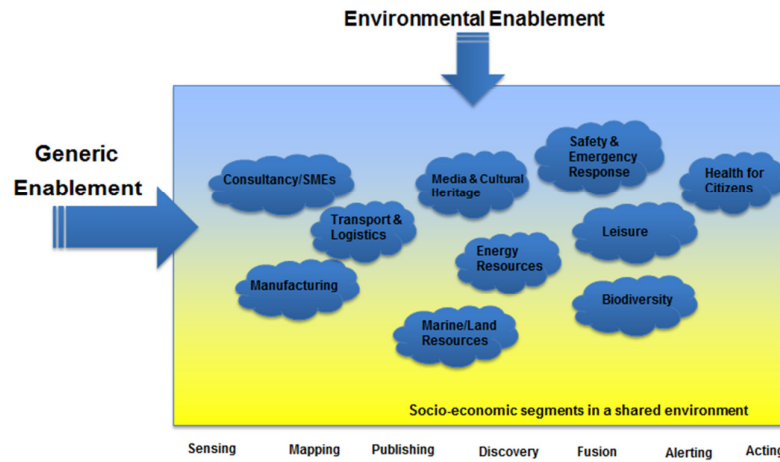 Environmental Enablement
Generic
Enablement
Consultancy/SMEs
Media & Cultural
Heritage
Safety &
Emergency
Response
Health for
Citizens
Transport &
Logistics
Leisure
Energy
Resources
Manufacturing
Biodiversity
Marine/Land
Resources
Socio-economic segments in a shared environment
Sensing Mapping Publishing Discovery Fusion Alerting Acting